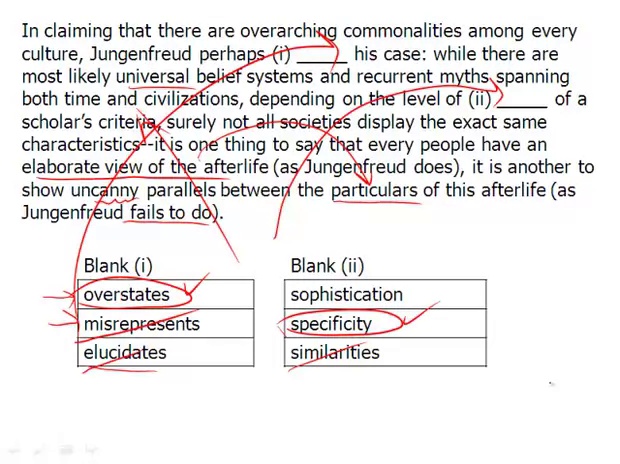 In claiming that there are overarching commonalities among every
culture, Jungenfreud perhaps (i) _____ his case: while there are
most likely universal belief systems and recurrent myths spanning
both time and civilizations, depending on the level of (ii) _____ of a
scholar's criteria, surely not all societies display the exact same
characteristics--it is one thing to say that every people have an
elaborate view of the afterlife (as Jungenfreud does), it is another to
show uncanny parallels between the particulars of this afterlife (as
Jungenfreud fails to do).
Blank (i) Blank (ii)
overstates sophistication
misrepresents specificity
elucidates similarities